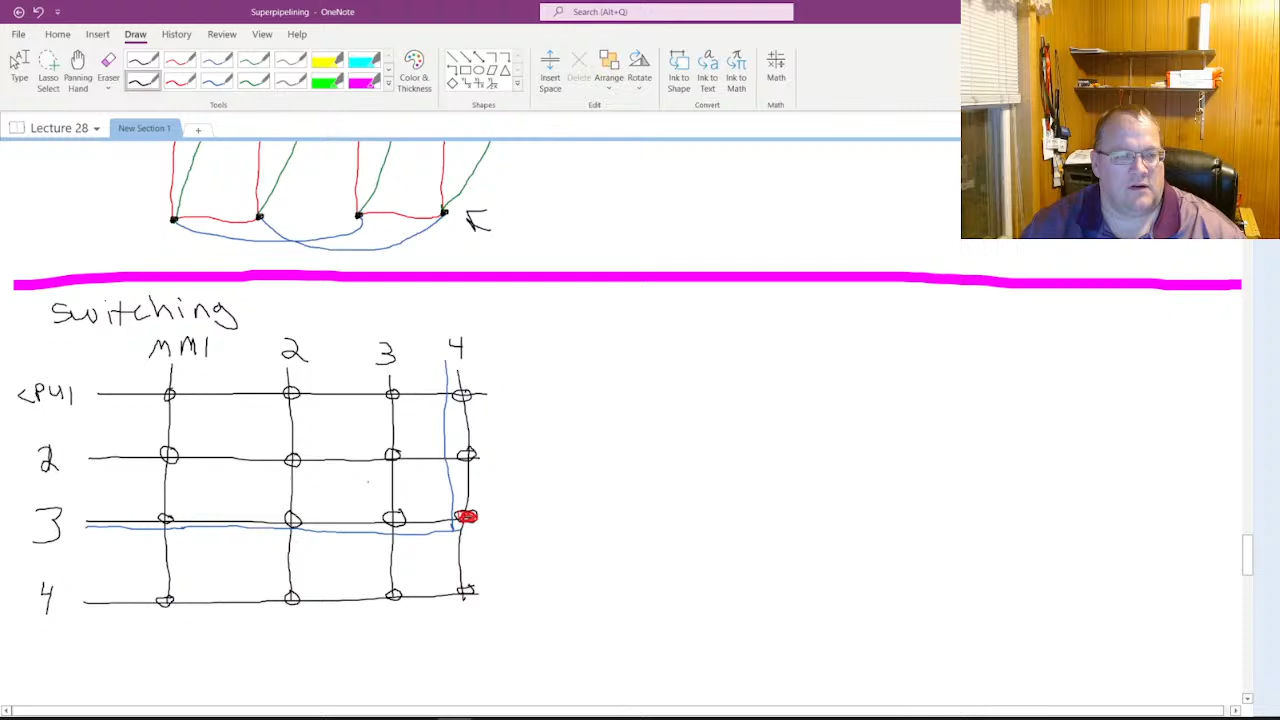 Superpipelining - OneNote
Search (Alt+Q)
File Home Insert Draw History Review View Help
Type
Lasso Select
Panning Hand
Eraser
Tools
Color & Thickness
Shapes
Insert Space
Delete
Arrange
Rotate
Edit
Ink to Shape
Ink to Text
Ink to Math
Convert
Math
Math
Lecture 28
New Section 1
switching
MM1 2 3 4
CPU1
2
3
4